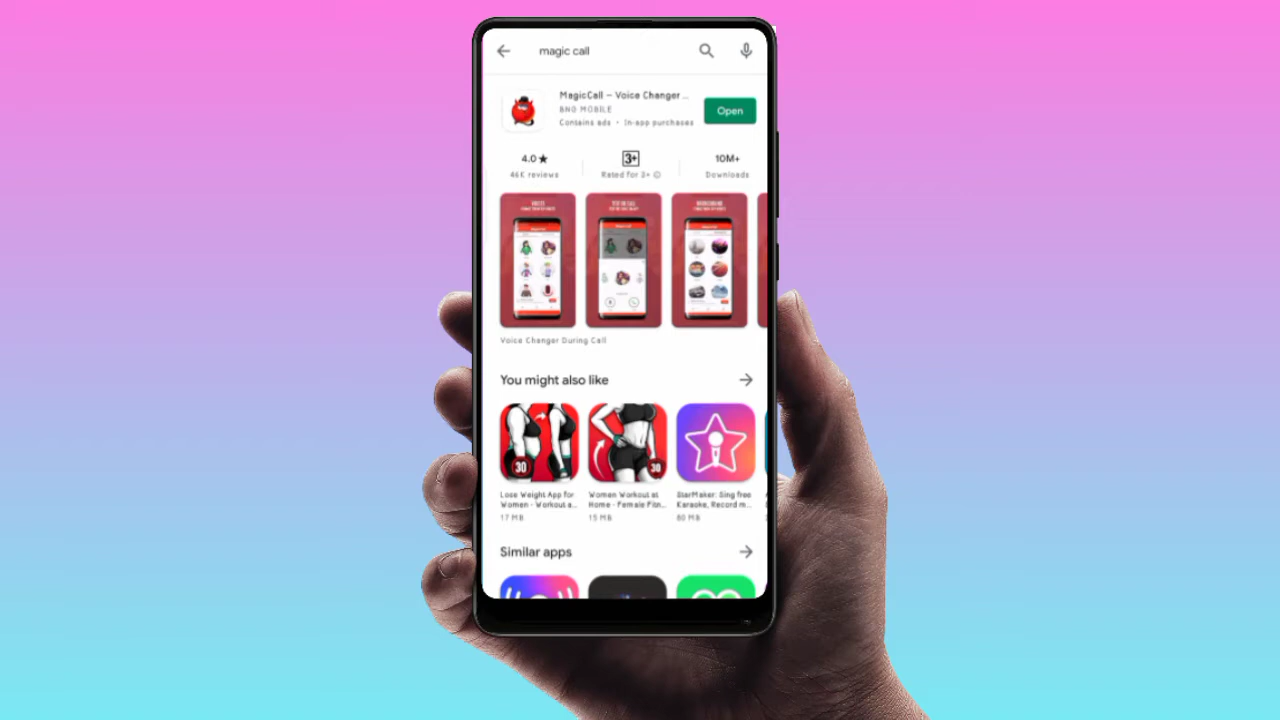 magic call
MagicCall – Voice Changer ...
BNG MOBILE
Contains ads • In-app purchases
Open
4.0★
46K reviews
3+
Rated for 3+
10M+
Downloads
Voice Changer During Call
You might also like
30
30
Lose Weight App for
Women - Workout a...
17 MB
Women Workout at
Home - Female Fitn...
15 MB
StarMaker: Sing free
Karaoke, Record m...
80 MB
Similar apps